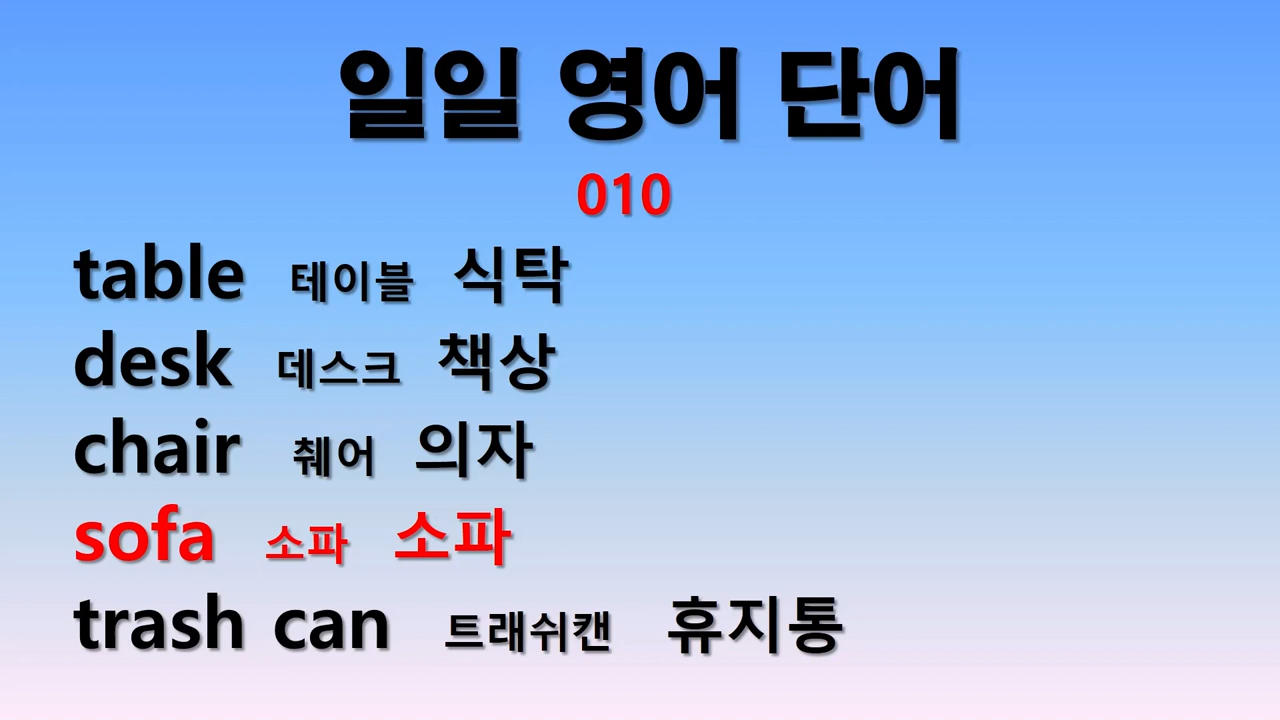 일일 영어 단어
010
table 테이블 식탁
desk 데스크 책상
chair 췌어 의자
sofa 소파 소파
trash can 트래쉬캔 휴지통